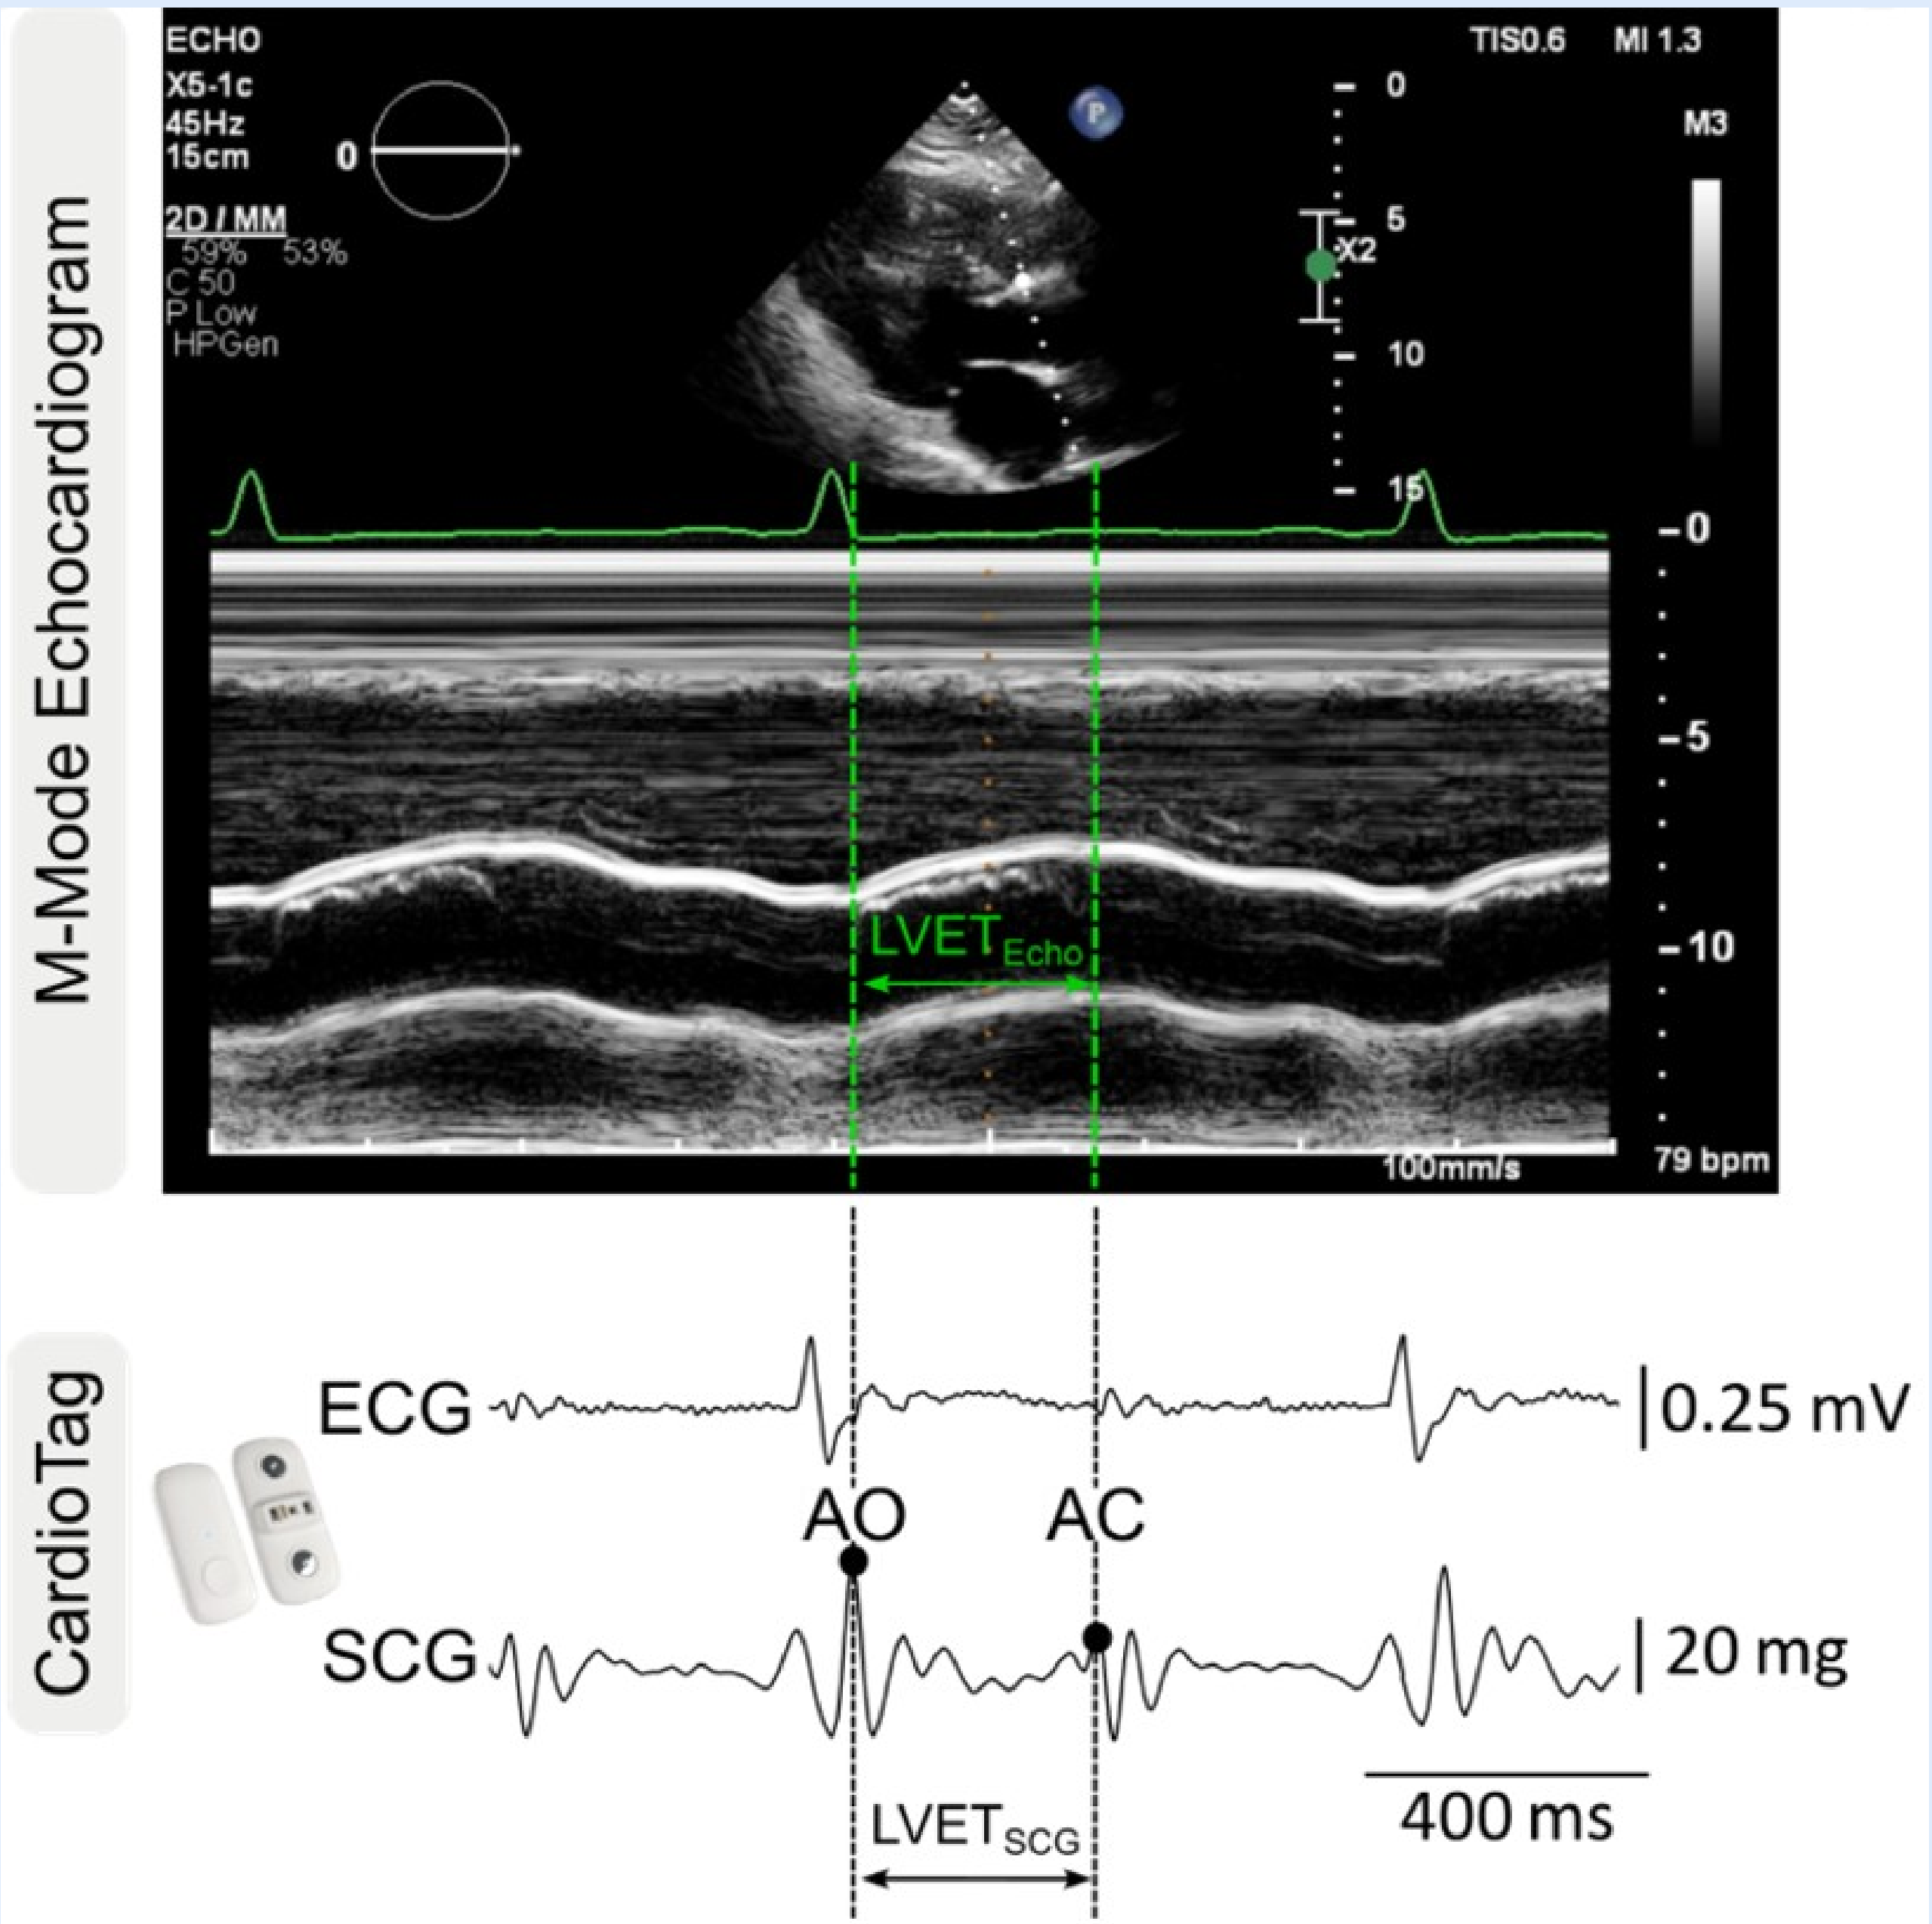 M-Mode Echocardiogram
ECHO
X5-1c
45Hz
15cm
0
2D / MM
59% 53%
C 50
P Low
HPGen
P
TIS0.6 MI 1.3
M3
0
5
X2
10
15
0
5
10
LVETEcho
100mm/s
79 bpm
CardioTag
ECG
0.25 mV
AO AC
SCG
20 mg
400 ms
LVETSCG